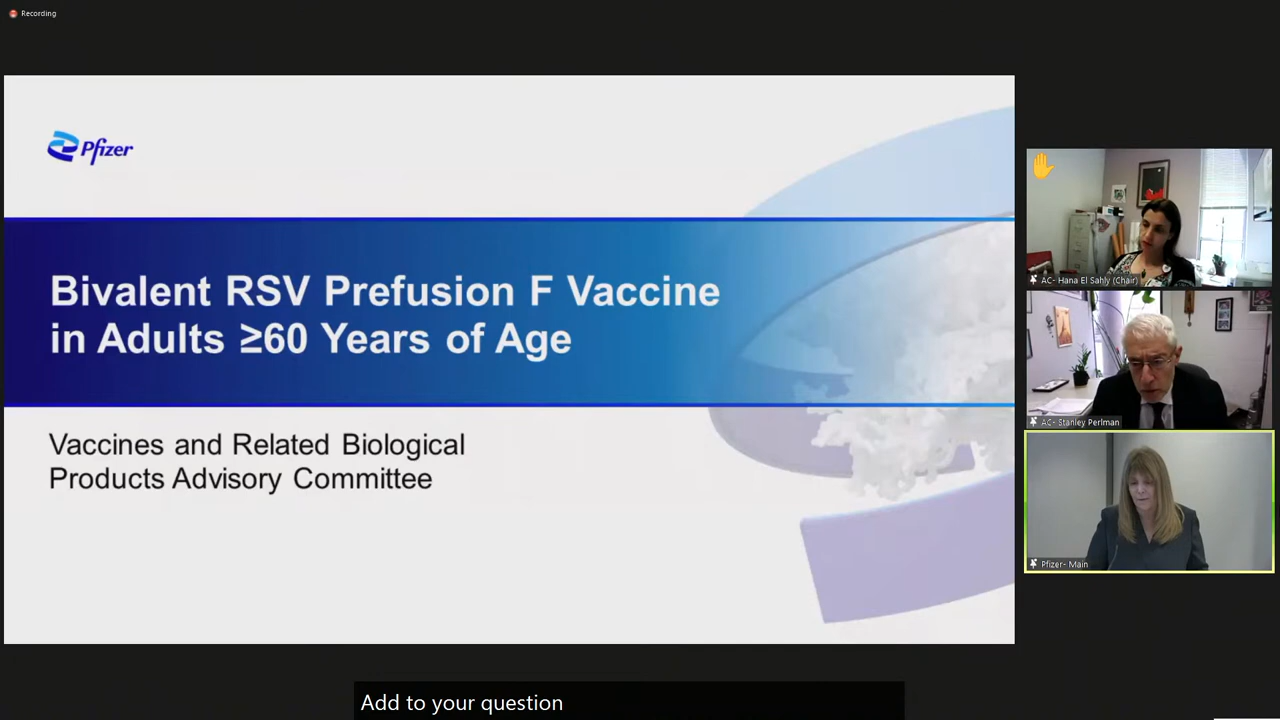 Recording
Pfizer
Bivalent RSV Prefusion F Vaccine
in Adults ≥60 Years of Age
Vaccines and Related Biological
Products Advisory Committee
AC- Hana El Sahly (Chair)
AC- Stanley Perlman
Pfizer- Main
Add to your question